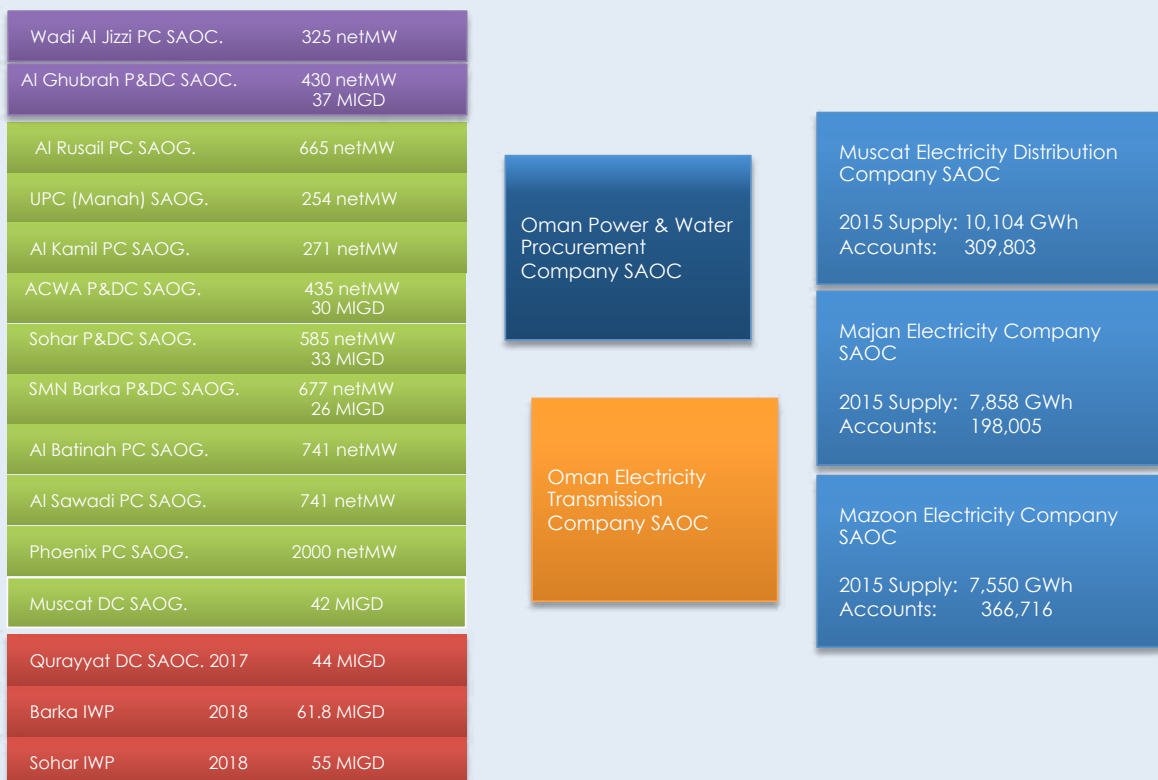 Wadi Al Jizzi PC SAOC. 325 netMW
Al Ghubrah P&DC SAOC. 430 netMW
37 MIGD
Al Rusail PC SAOG. 665 netMW
UPC (Manah) SAOG. 254 netMW
Al Kamil PC SAOG. 271 netMW
ACWA P&DC SAOG. 435 netMW
30 MIGD
Sohar P&DC SAOG. 585 netMW
33 MIGD
SMN Barka P&DC SAOG. 677 netMW
26 MIGD
Al Batinah PC SAOG. 741 netMW
Al Sawadi PC SAOG. 741 netMW
Phoenix PC SAOG. 2000 netMW
Muscat DC SAOG. 42 MIGD
Qurayyat DC SAOC. 2017 44 MIGD
Barka IWP 2018 61.8 MIGD
Sohar IWP 2018 55 MIGD
Oman Power & Water
Procurement
Company SAOC
Oman Electricity
Transmission
Company SAOC
Muscat Electricity Distribution
Company SAOC
2015 Supply: 10,104 GWh
Accounts: 309,803
Majan Electricity Company
SAOC
2015 Supply: 7,858 GWh
Accounts: 198,005
Mazoon Electricity Company
SAOC
2015 Supply: 7,550 GWh
Accounts: 366,716